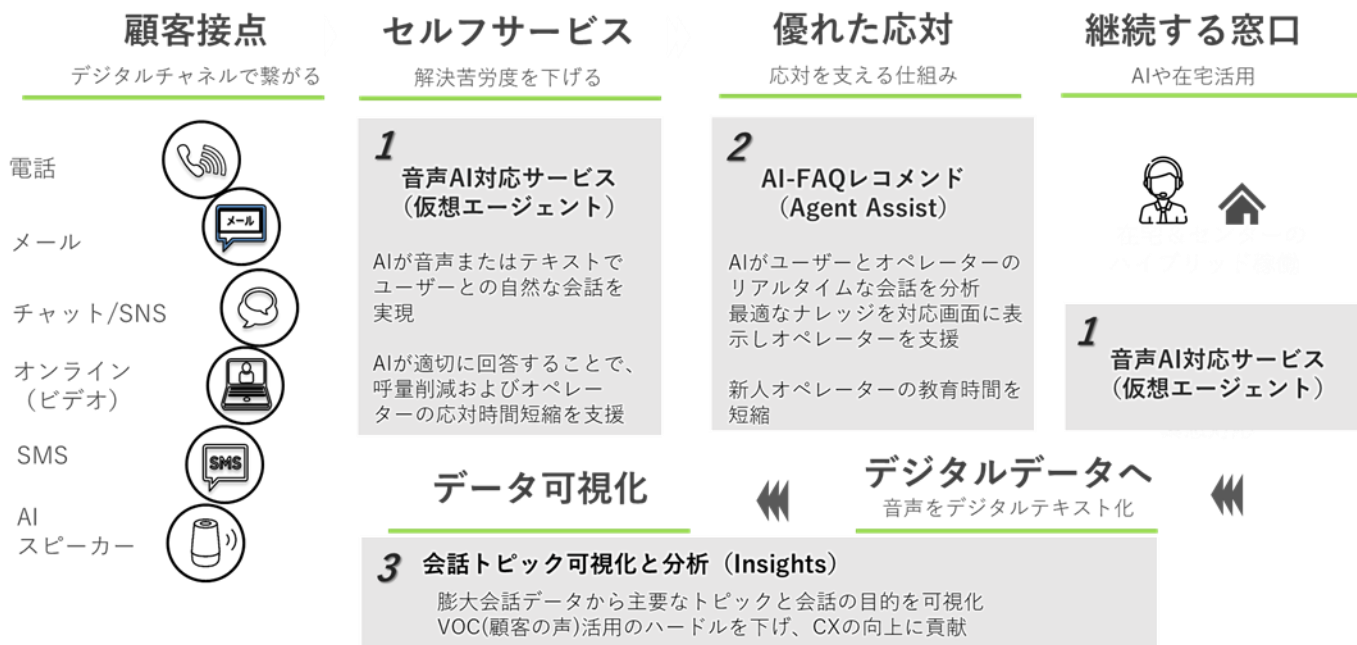 顧客接点
デジタルチャネルで繋がる
電話
メール
メール
チャット/SNS
オンライン
（ビデオ）
SMS
SMS
AI
スピーカー
セルフサービス
解決苦労度を下げる
1
音声AI対応サービス
（仮想エージェント）
AIが音声またはテキストで
ユーザーとの自然な会話を
実現
AIが適切に回答することで、
呼量削減およびオペレー
ターの応対時間短縮を支援
優れた応対
応対を支える仕組み
2
AI-FAQレコメンド
（Agent Assist）
AIがユーザーとオペレーターの
リアルタイムな会話を分析
最適なナレッジを対応画面に表
示しオペレーターを支援
新人オペレーターの教育時間を
短縮
継続する窓口
AIや在宅活用
1
音声AI対応サービス
（仮想エージェント）
データ可視化
デジタルデータへ
音声をデジタルテキスト化
3 会話トピック可視化と分析（Insights）
膨大会話データから主要なトピックと会話の目的を可視化
VOC(顧客の声)活用のハードルを下げ、CXの向上に貢献